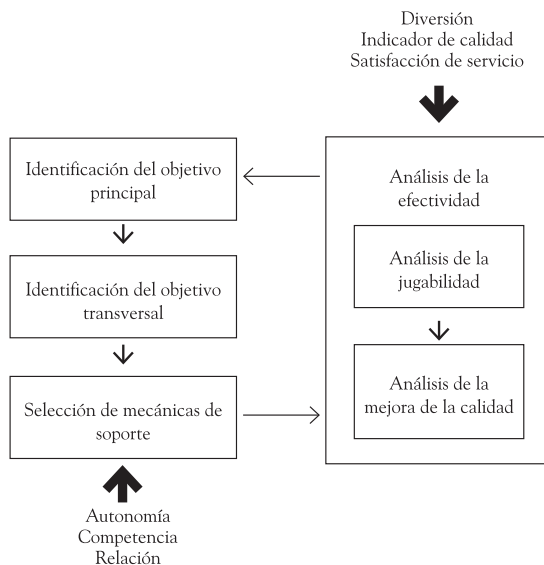 Diversión
Indicador de calidad
Satisfacción de servicio
Identificación del objetivo
principal
Identificación del objetivo
transversal
Selección de mecánicas de
soporte
Autonomía
Competencia
Relación
Análisis de la
efectividad
Análisis de la
jugabilidad
Análisis de la
mejora de la calidad